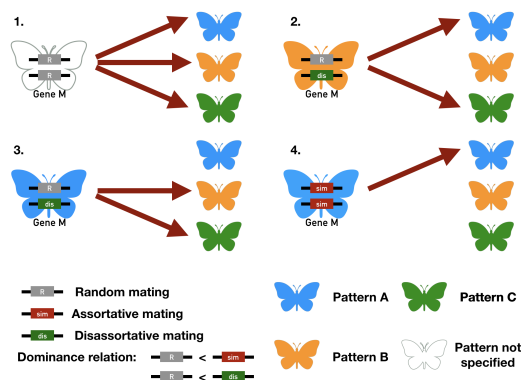 1.
R
R
Gene M
2.
R
dis
Gene M
3.
R
dis
Gene M
4.
sim
sim
Gene M
R Random mating
sim Assortative mating
dis Disassortative mating
Dominance relation: R < sim
R < dis
Pattern A
Pattern C
Pattern B
Pattern not
specified